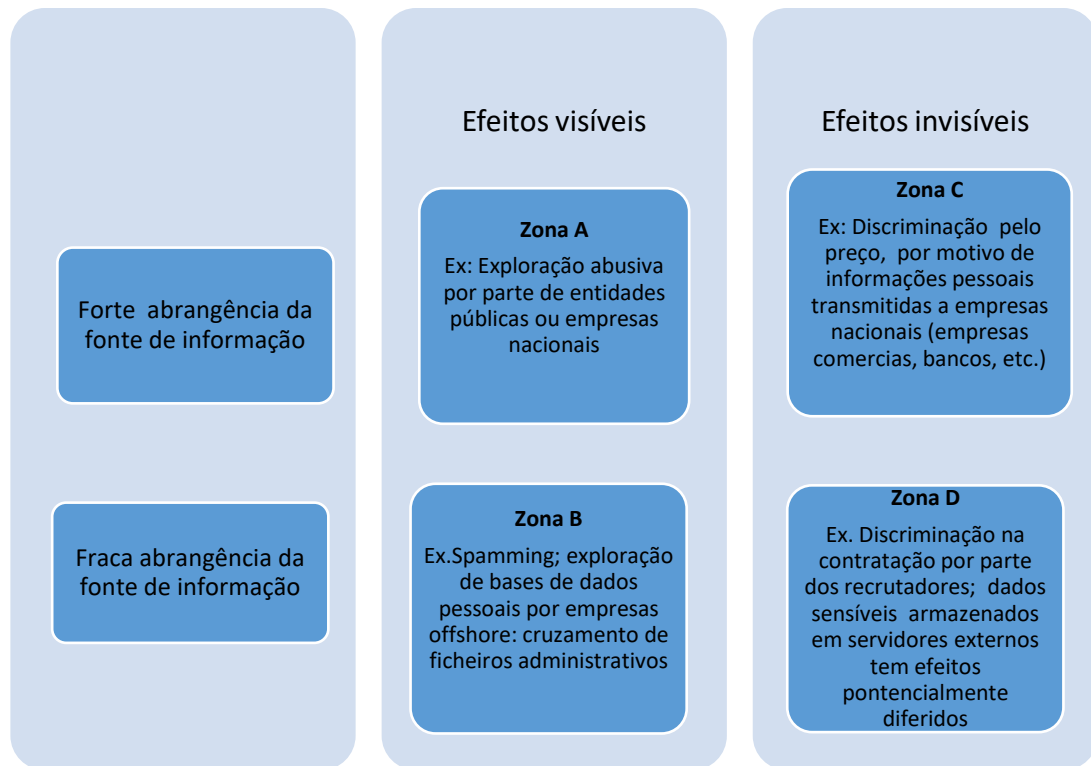 Efeitos visíveis
Efeitos invisíveis
Forte abrangência da
fonte de informação
Zona A
Ex: Exploração abusiva
por parte de entidades
públicas ou empresas
nacionais
Zona C
Ex: Discriminação pelo
preço, por motivo de
informações pessoais
transmitidas a empresas
nacionais (empresas
comercias, bancos, etc.)
Fraca abrangência da
fonte de informação
Zona B
Ex.Spamming; exploração
de bases de dados
pessoais por empresas
offshore: cruzamento de
ficheiros administrativos
Zona D
Ex. Discriminação na
contratação por parte
dos recrutadores; dados
sensíveis armazenados
em servidores externos
tem efeitos
pontencialmente
diferidos